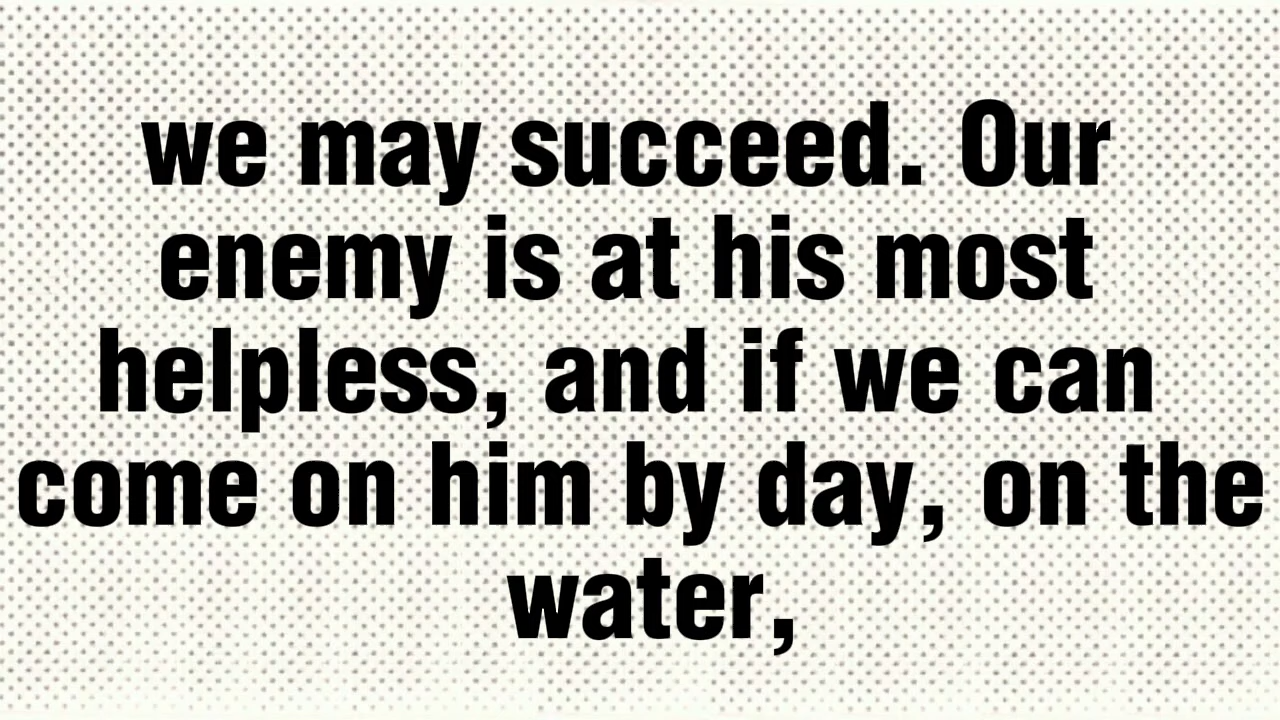 we may succeed. Our
enemy is at his most
helpless, and if we can
come on him by day, on the
water,